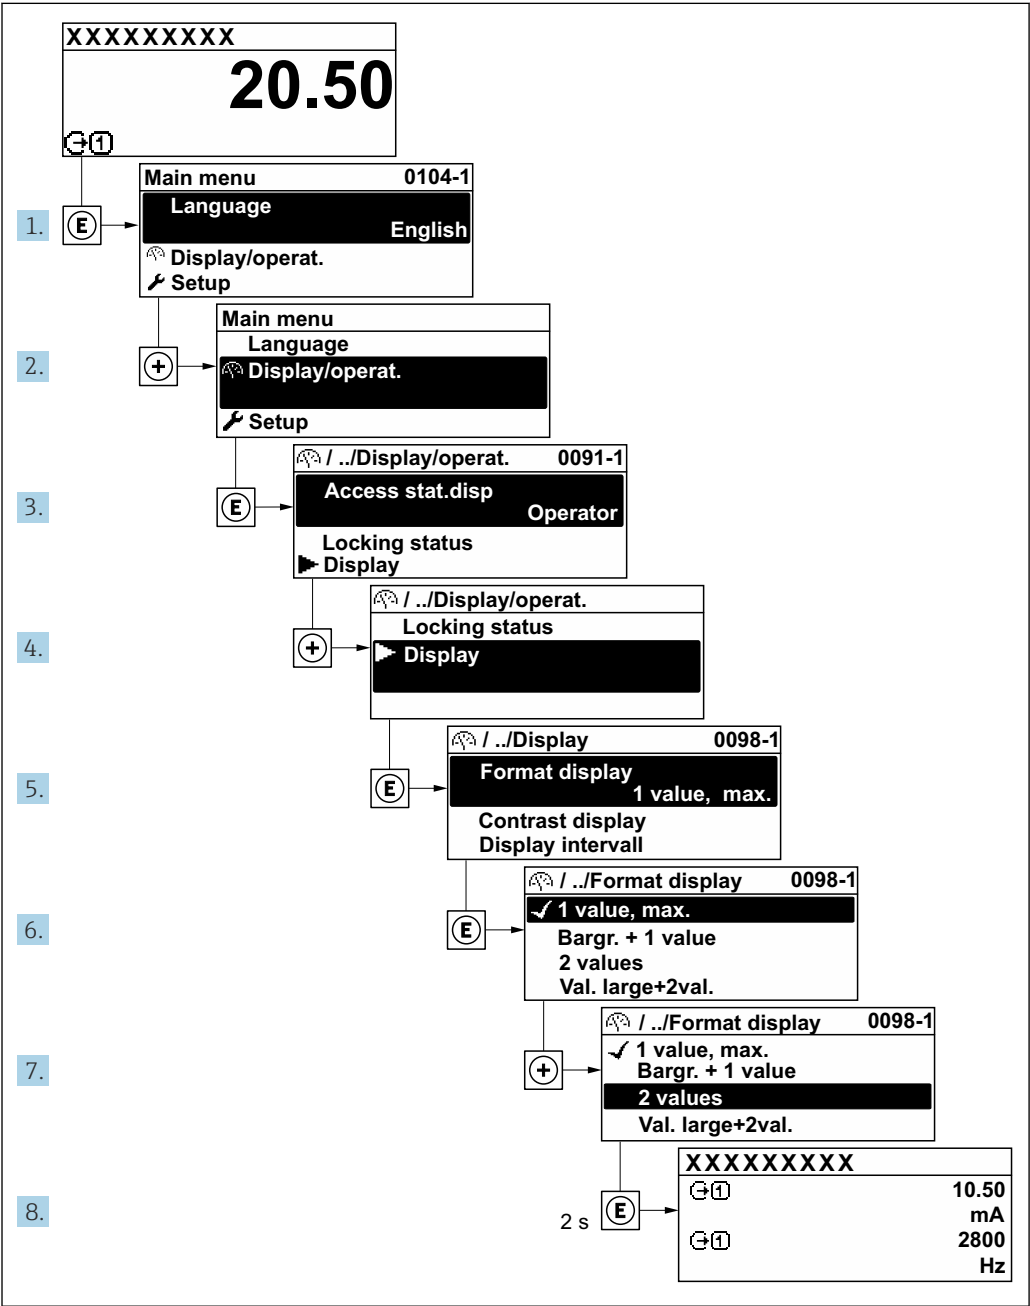 XXXXXXXXX
20.50
1
Main menu 0104-1
Language
English
Display/operat.
Setup
1. E
Main menu
Language
2. + Display/operat.
Setup
/ ../Display/operat. 0091-1
Access stat.disp
3. E Operator
Locking status
Display
/ ../Display/operat.
Locking status
4. + Display
/ ../Display 0098-1
Format display
5. E 1 value, max.
Contrast display
Display intervall
/ ../Format display 0098-1
1 value, max.
6. E
Bargr. + 1 value
2 values
Val. large+2val.
/ ../Format display 0098-1
1 value, max.
7. + Bargr. + 1 value
2 values
Val. large+2val.
XXXXXXXXX
1 10.50
8. 2 s E mA
1 2800
Hz